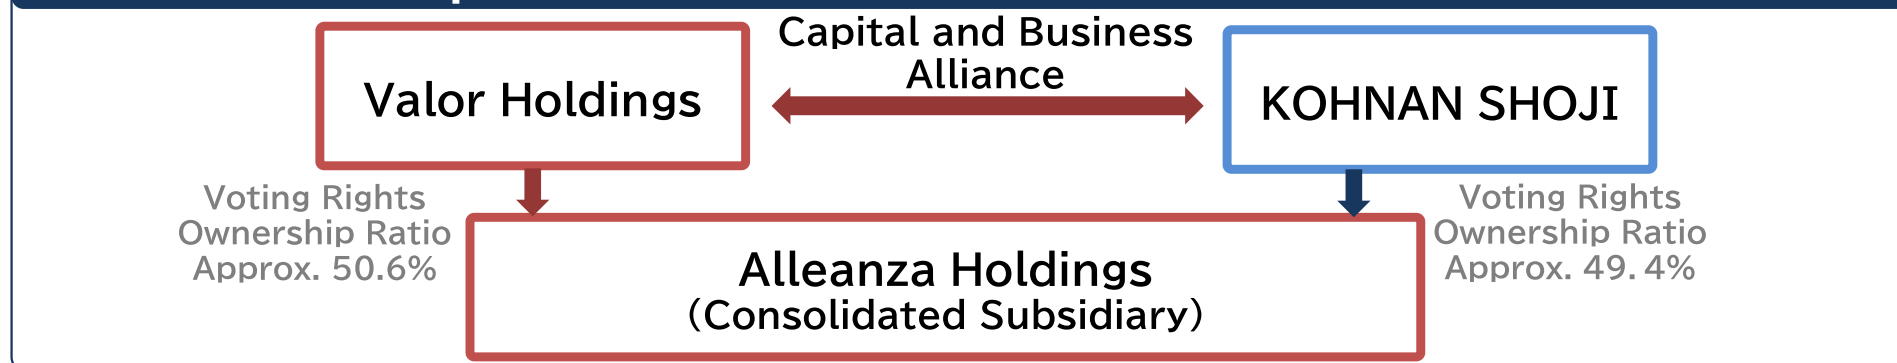 Capital and Business
Alliance
Valor Holdings
KOHNAN SHOJI
Voting Rights
Ownership Ratio
Approx. 50.6%
Voting Rights
Ownership Ratio
Approx. 49.4%
Alleanza Holdings
(Consolidated Subsidiary)